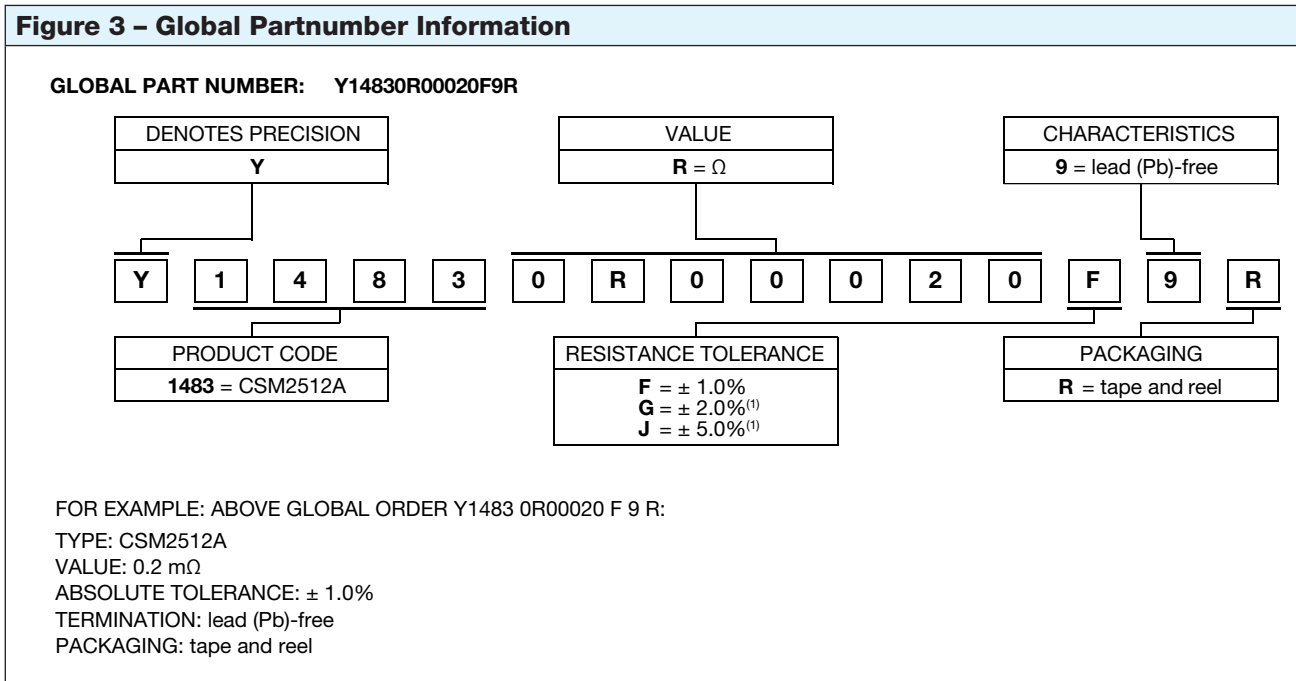 Figure 3 – Global Partnumber Information
GLOBAL PART NUMBER: Y14830R00020F9R
DENOTES PRECISION
Y
VALUE
R = Ω
CHARACTERISTICS
9 = lead (Pb)-free
Y 1 4 8 3 0 R 0 0 0 2 0 F 9 R
PRODUCT CODE
1483 = CSM2512A
RESISTANCE TOLERANCE
F = ± 1.0%
G = ± 2.0%(1)
J = ± 5.0%(1)
PACKAGING
R = tape and reel
FOR EXAMPLE: ABOVE GLOBAL ORDER Y1483 0R00020 F 9 R:
TYPE: CSM2512A
VALUE: 0.2 mΩ
ABSOLUTE TOLERANCE: ± 1.0%
TERMINATION: lead (Pb)-free
PACKAGING: tape and reel